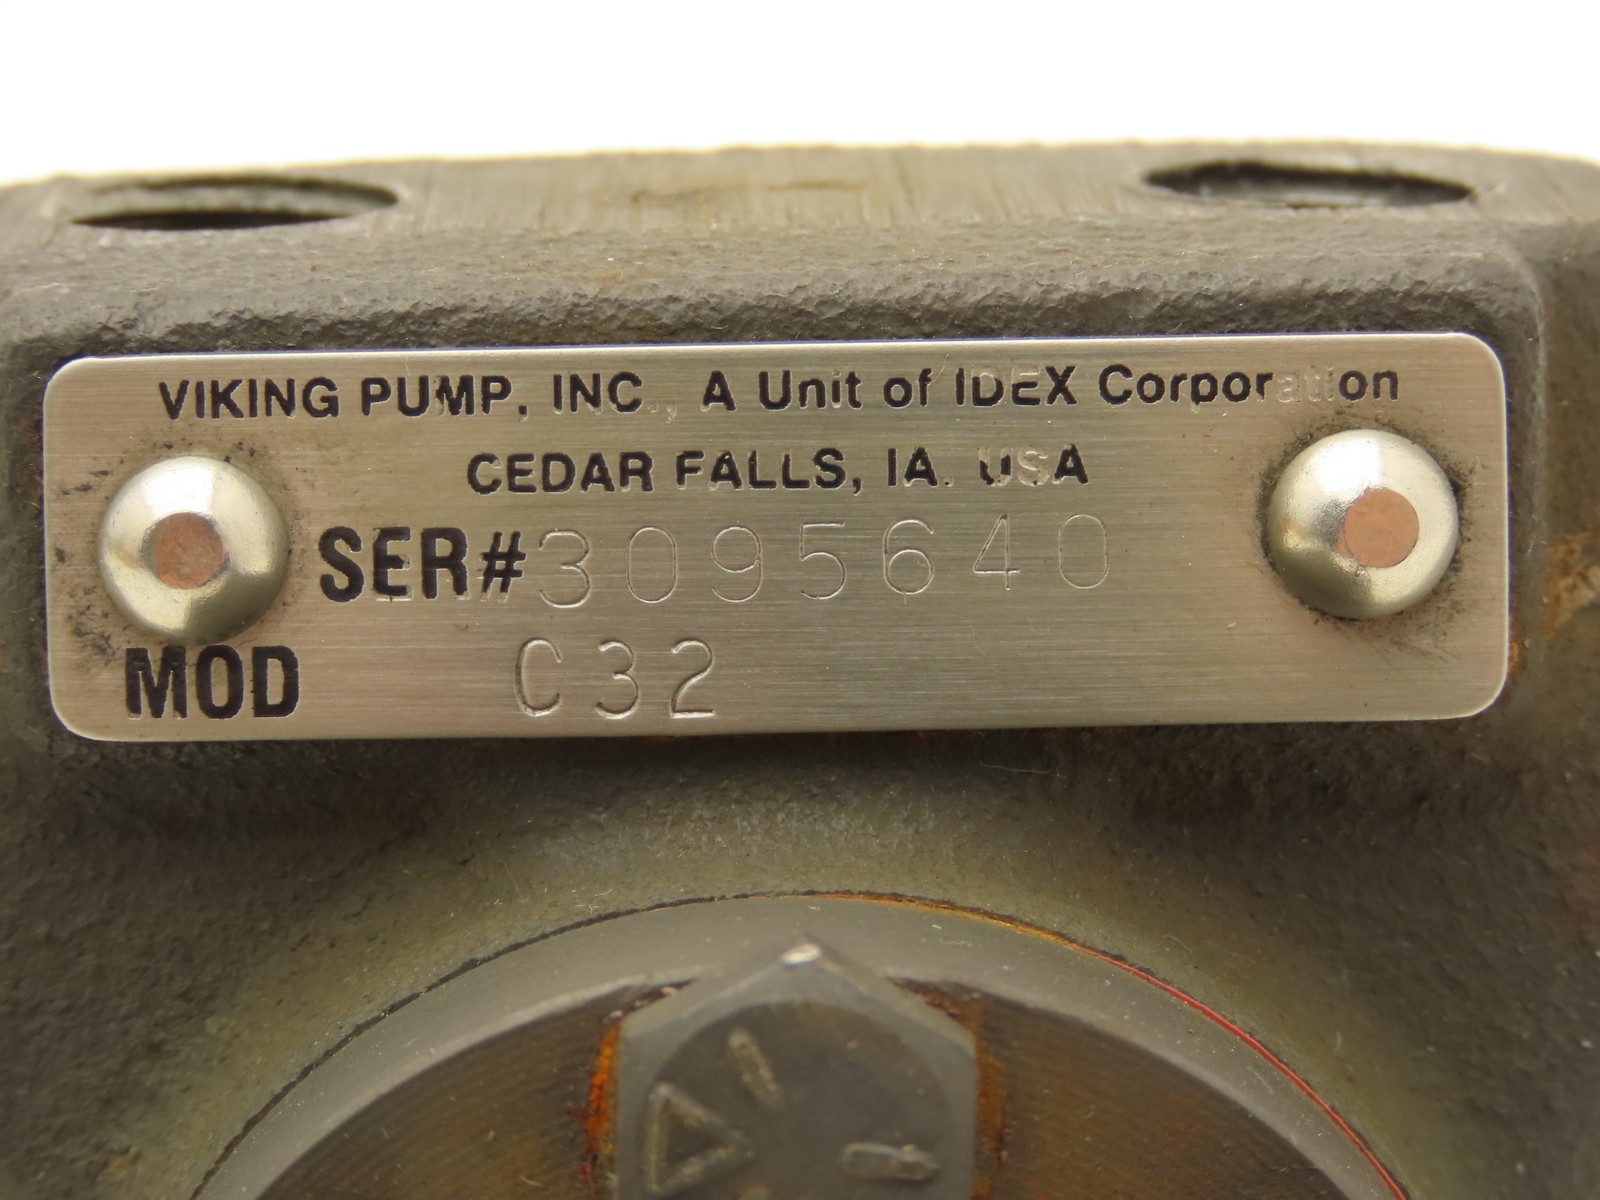 VIKING PUMP, INC., A Unit of IDEX Corporation
CEDAR FALLS, IA. USA
SER# 3095640
MOD C32